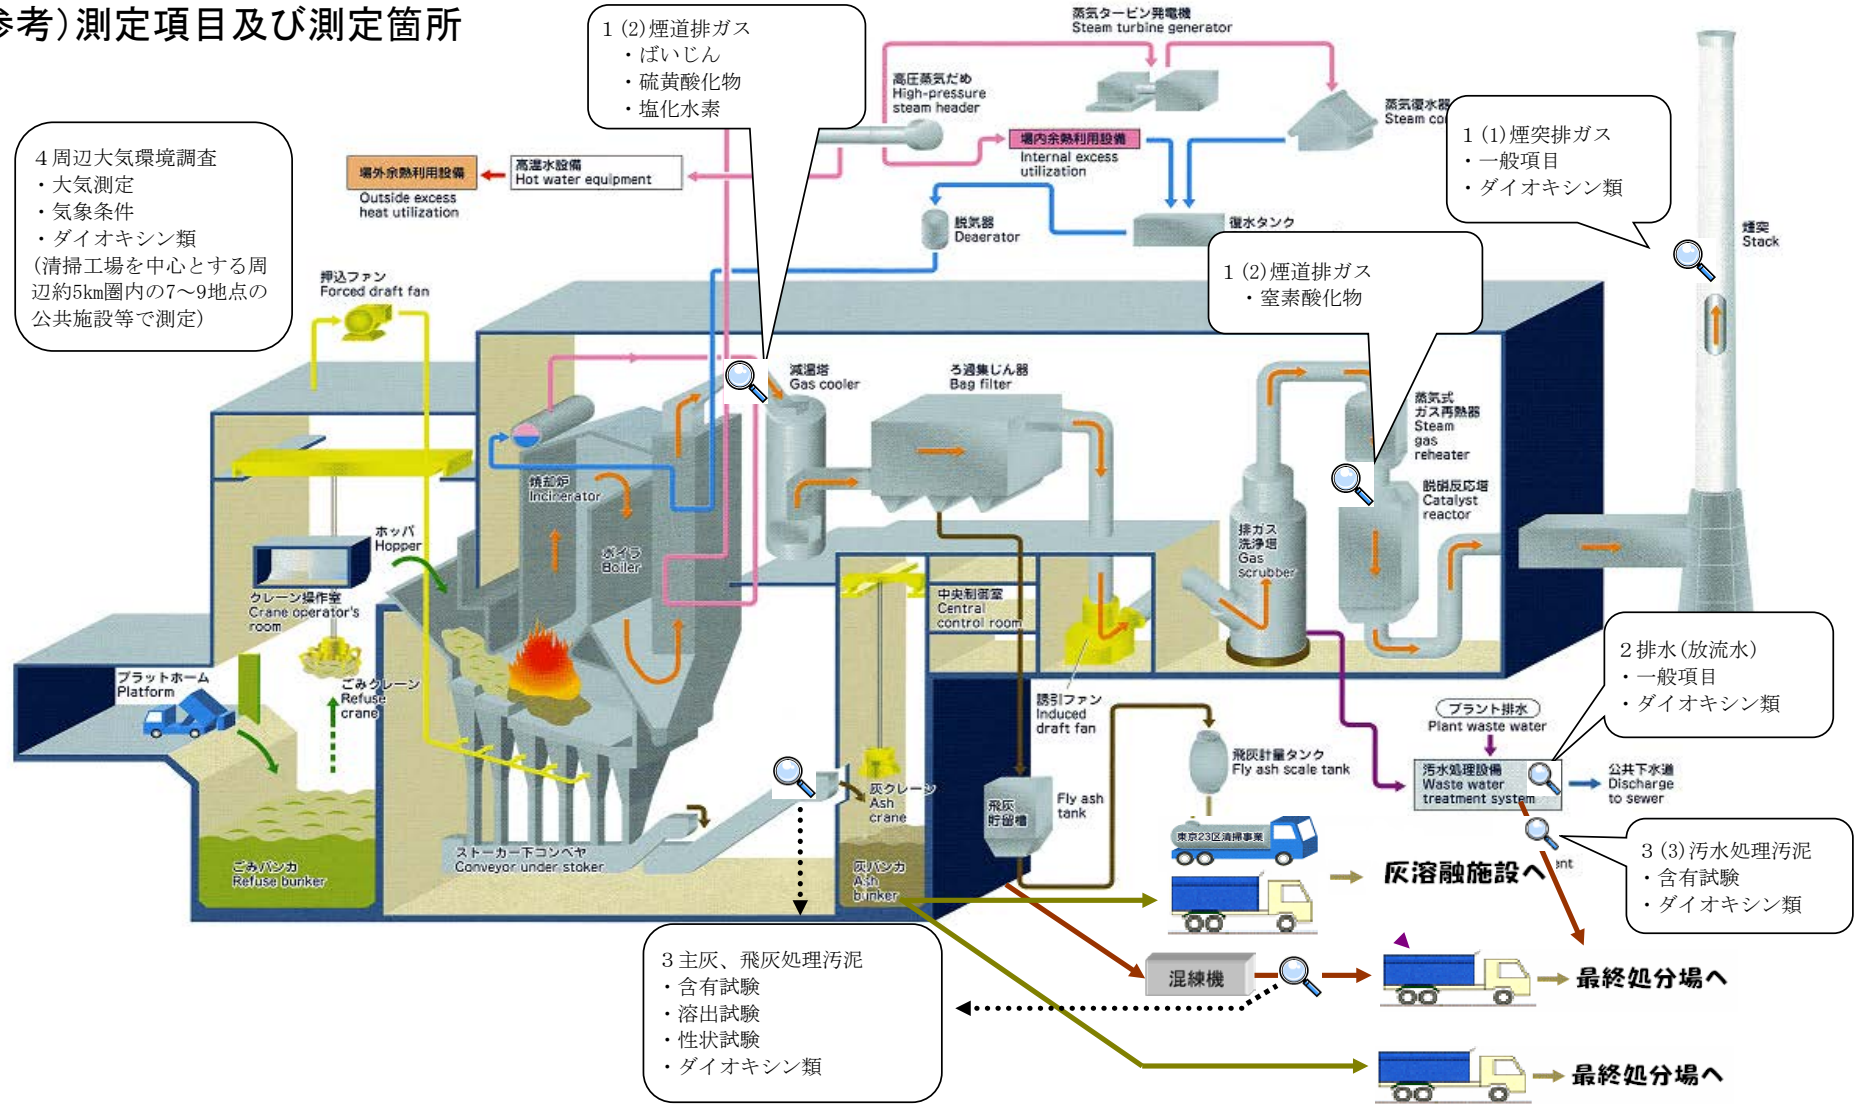 参考）測定項目及び測定箇所
１(2)煙道排ガス
・ばいじん
・硫黄酸化物
・塩化水素
蒸気タービン発電機
Steam turbine generator
高圧蒸気だめ
High-pressure
steam header
蒸気復水器
１(1)煙突排ガス
・一般項目
・ダイオキシン類
４周辺大気環境調査
・大気測定
・気象条件
・ダイオキシン類
(清掃工場を中心とする周
辺約5km圏内の7～9地点の
公共施設等で測定)
場外余熱利用設備
Outside excess
heat utilization
高温水設備
Hot water equipment
場内余熱利用設備
Internal excess
utilization
脱気器
Deaerator
復水タンク
煙突
Stack
１(2)煙道排ガス
・窒素酸化物
押込ファン
Forced draft fan
減温塔
Gas cooler
ろ過集じん器
Bag filter
蒸気式
ガス再熱器
Steam
gas
reheater
脱硝反応塔
Catalyst
reactor
焼却炉
Incinerator
ボイラ
Boiler
ホッパ
Hopper
排ガス
洗浄塔
Gas
scrubber
クレーン操作室
Crane operator's
room
中央制御室
Central
control room
プラットホーム
Platform
ごみクレーン
Refuse
crane
誘引ファン
Induced
draft fan
２排水(放流水)
・一般項目
・ダイオキシン類
プラント排水
Plant waste water
飛灰計量タンク
Fly ash scale tank
汚水処理設備
Waste water
treatment system
公共下水道
Discharge
to sewer
灰クレーン
Ash
crane
飛灰
貯留槽
Fly ash
tank
東京23区清掃事業
ストーカー下コンベヤ
Conveyor under stoker
ごみバンカ
Refuse bunker
灰バンカ
Ash
bunker
灰溶融施設へ
３(3)汚水処理汚泥
・含有試験
・ダイオキシン類
３主灰、飛灰処理汚泥
・含有試験
・溶出試験
・性状試験
・ダイオキシン類
混練機
最終処分場へ
最終処分場へ